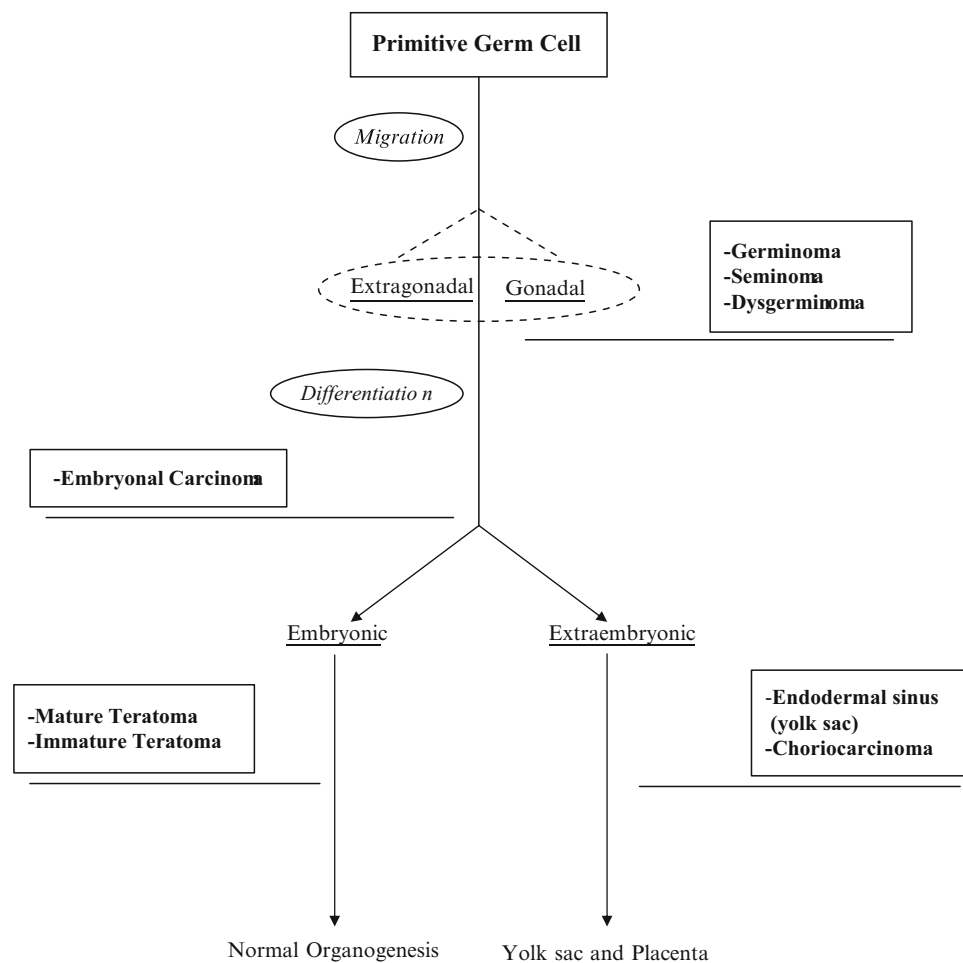 Primitive Germ Cell
Migration
Extragonadal
Gonadal
-Germinoma
-Seminoma
-Dysgerminoma
Differentiatio n
-Embryonal Carcinoma
Embryonic
Extraembryonic
-Mature Teratoma
-Immature Teratoma
-Endodermal sinus
(yolk sac)
-Choriocarcinoma
Normal Organogenesis
Yolk sac and Placenta